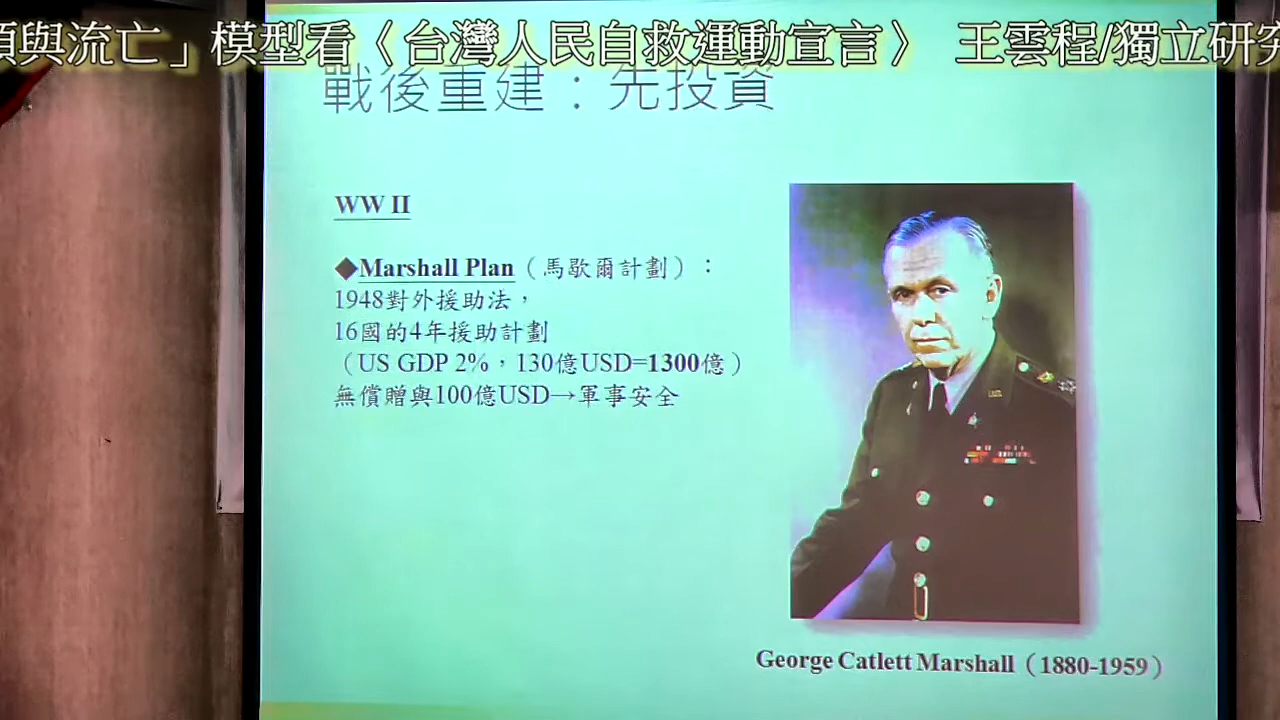 與流亡」模型看〈台灣人民自救運動宣言〉 王雲程/獨立研
戰後重建：先投資
WW II
◆Marshall Plan（馬歇爾計劃）：
1948對外援助法，
16國的4年援助計劃
（US GDP 2%，130億USD=1300億）
無償贈與100億USD→軍事安全
George Catlett Marshall（1880-1959）